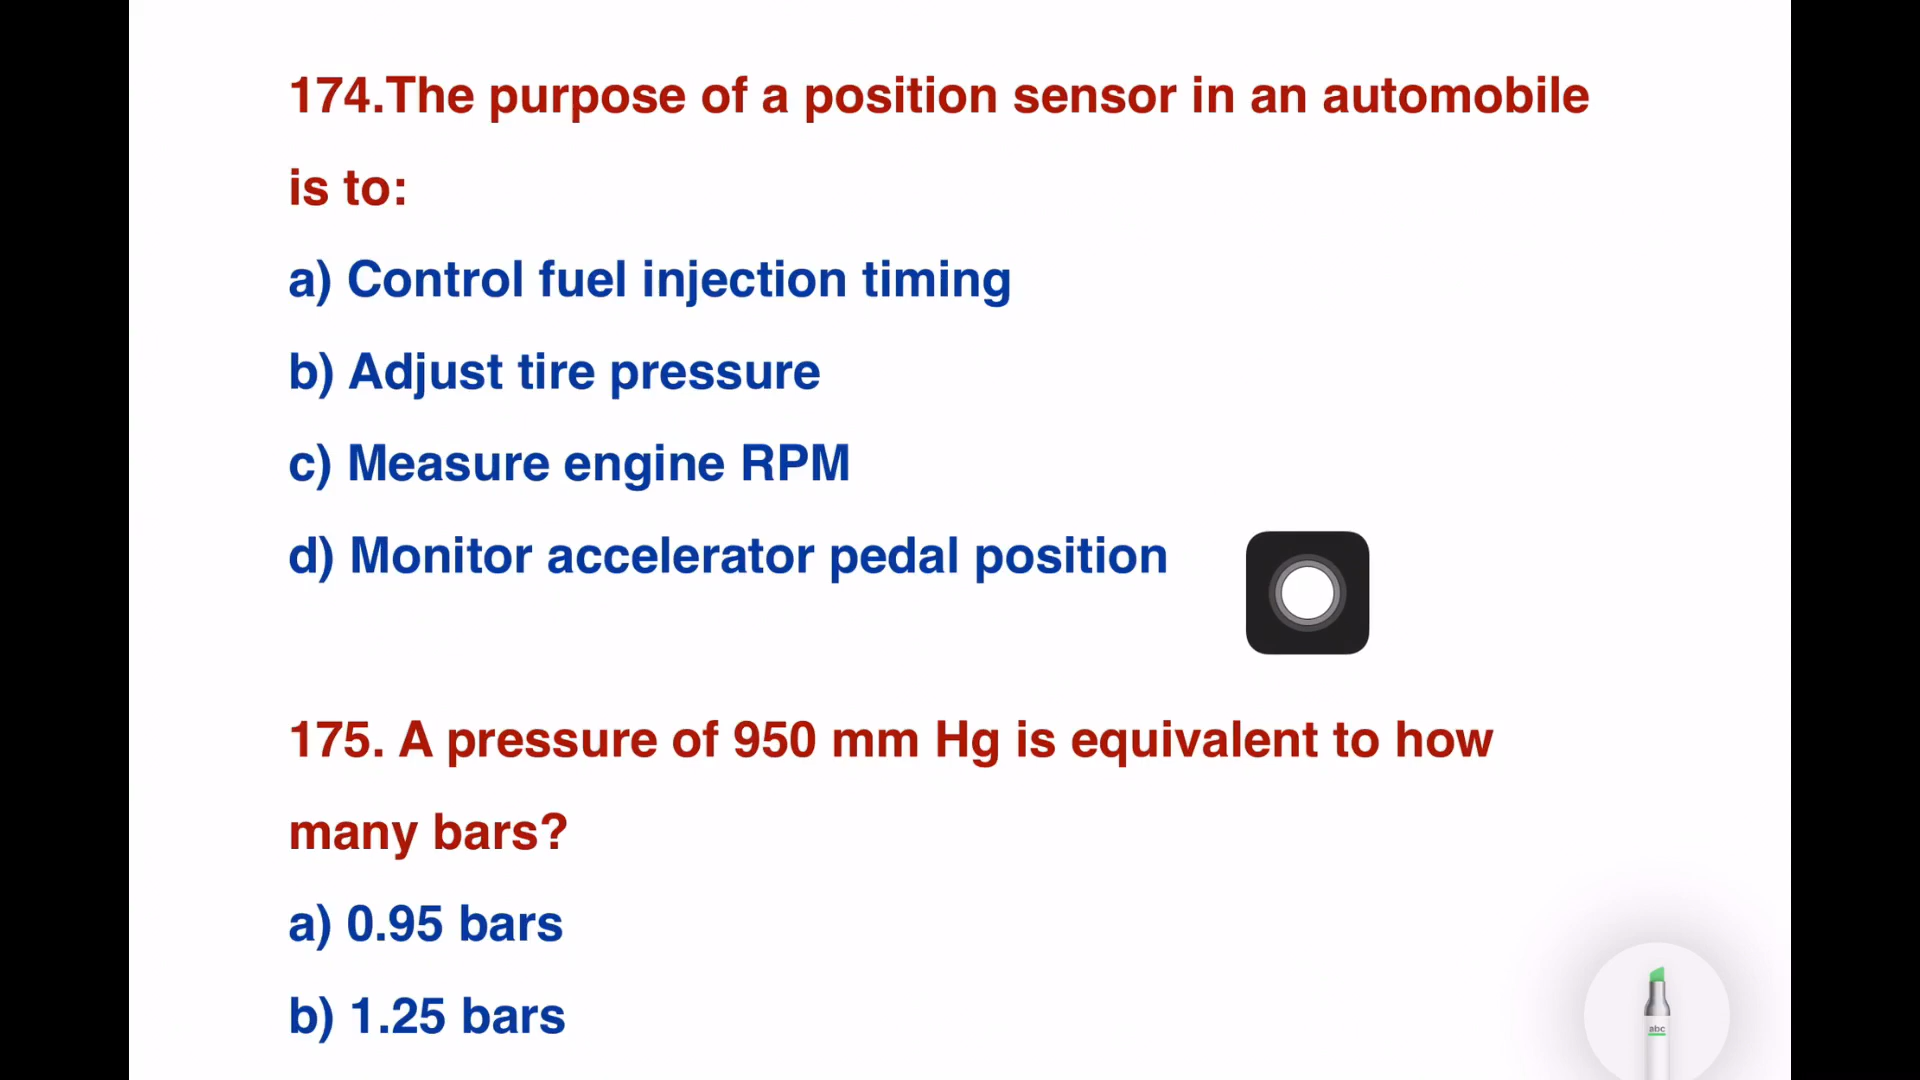 174.The purpose of a position sensor in an automobile
is to:
a) Control fuel injection timing
b) Adjust tire pressure
c) Measure engine RPM
d) Monitor accelerator pedal position
175. A pressure of 950 mm Hg is equivalent to how
many bars?
a) 0.95 bars
b) 1.25 bars
abc